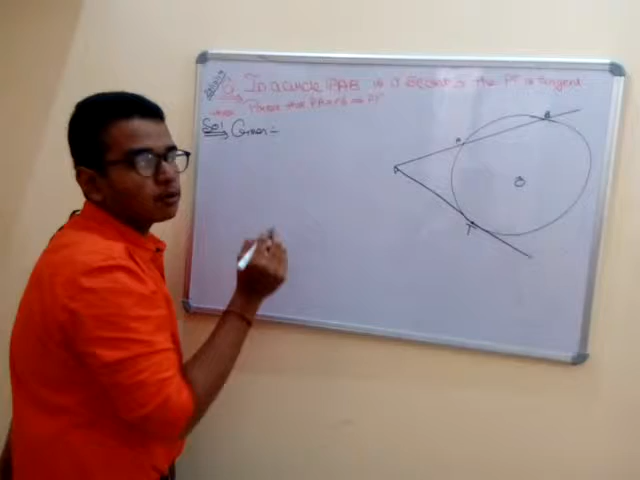 Q In a circle PAB is a secant & the PT is tangent
Prove that PA×PB = PT²
Sol Given :-
A
B
P
O
T